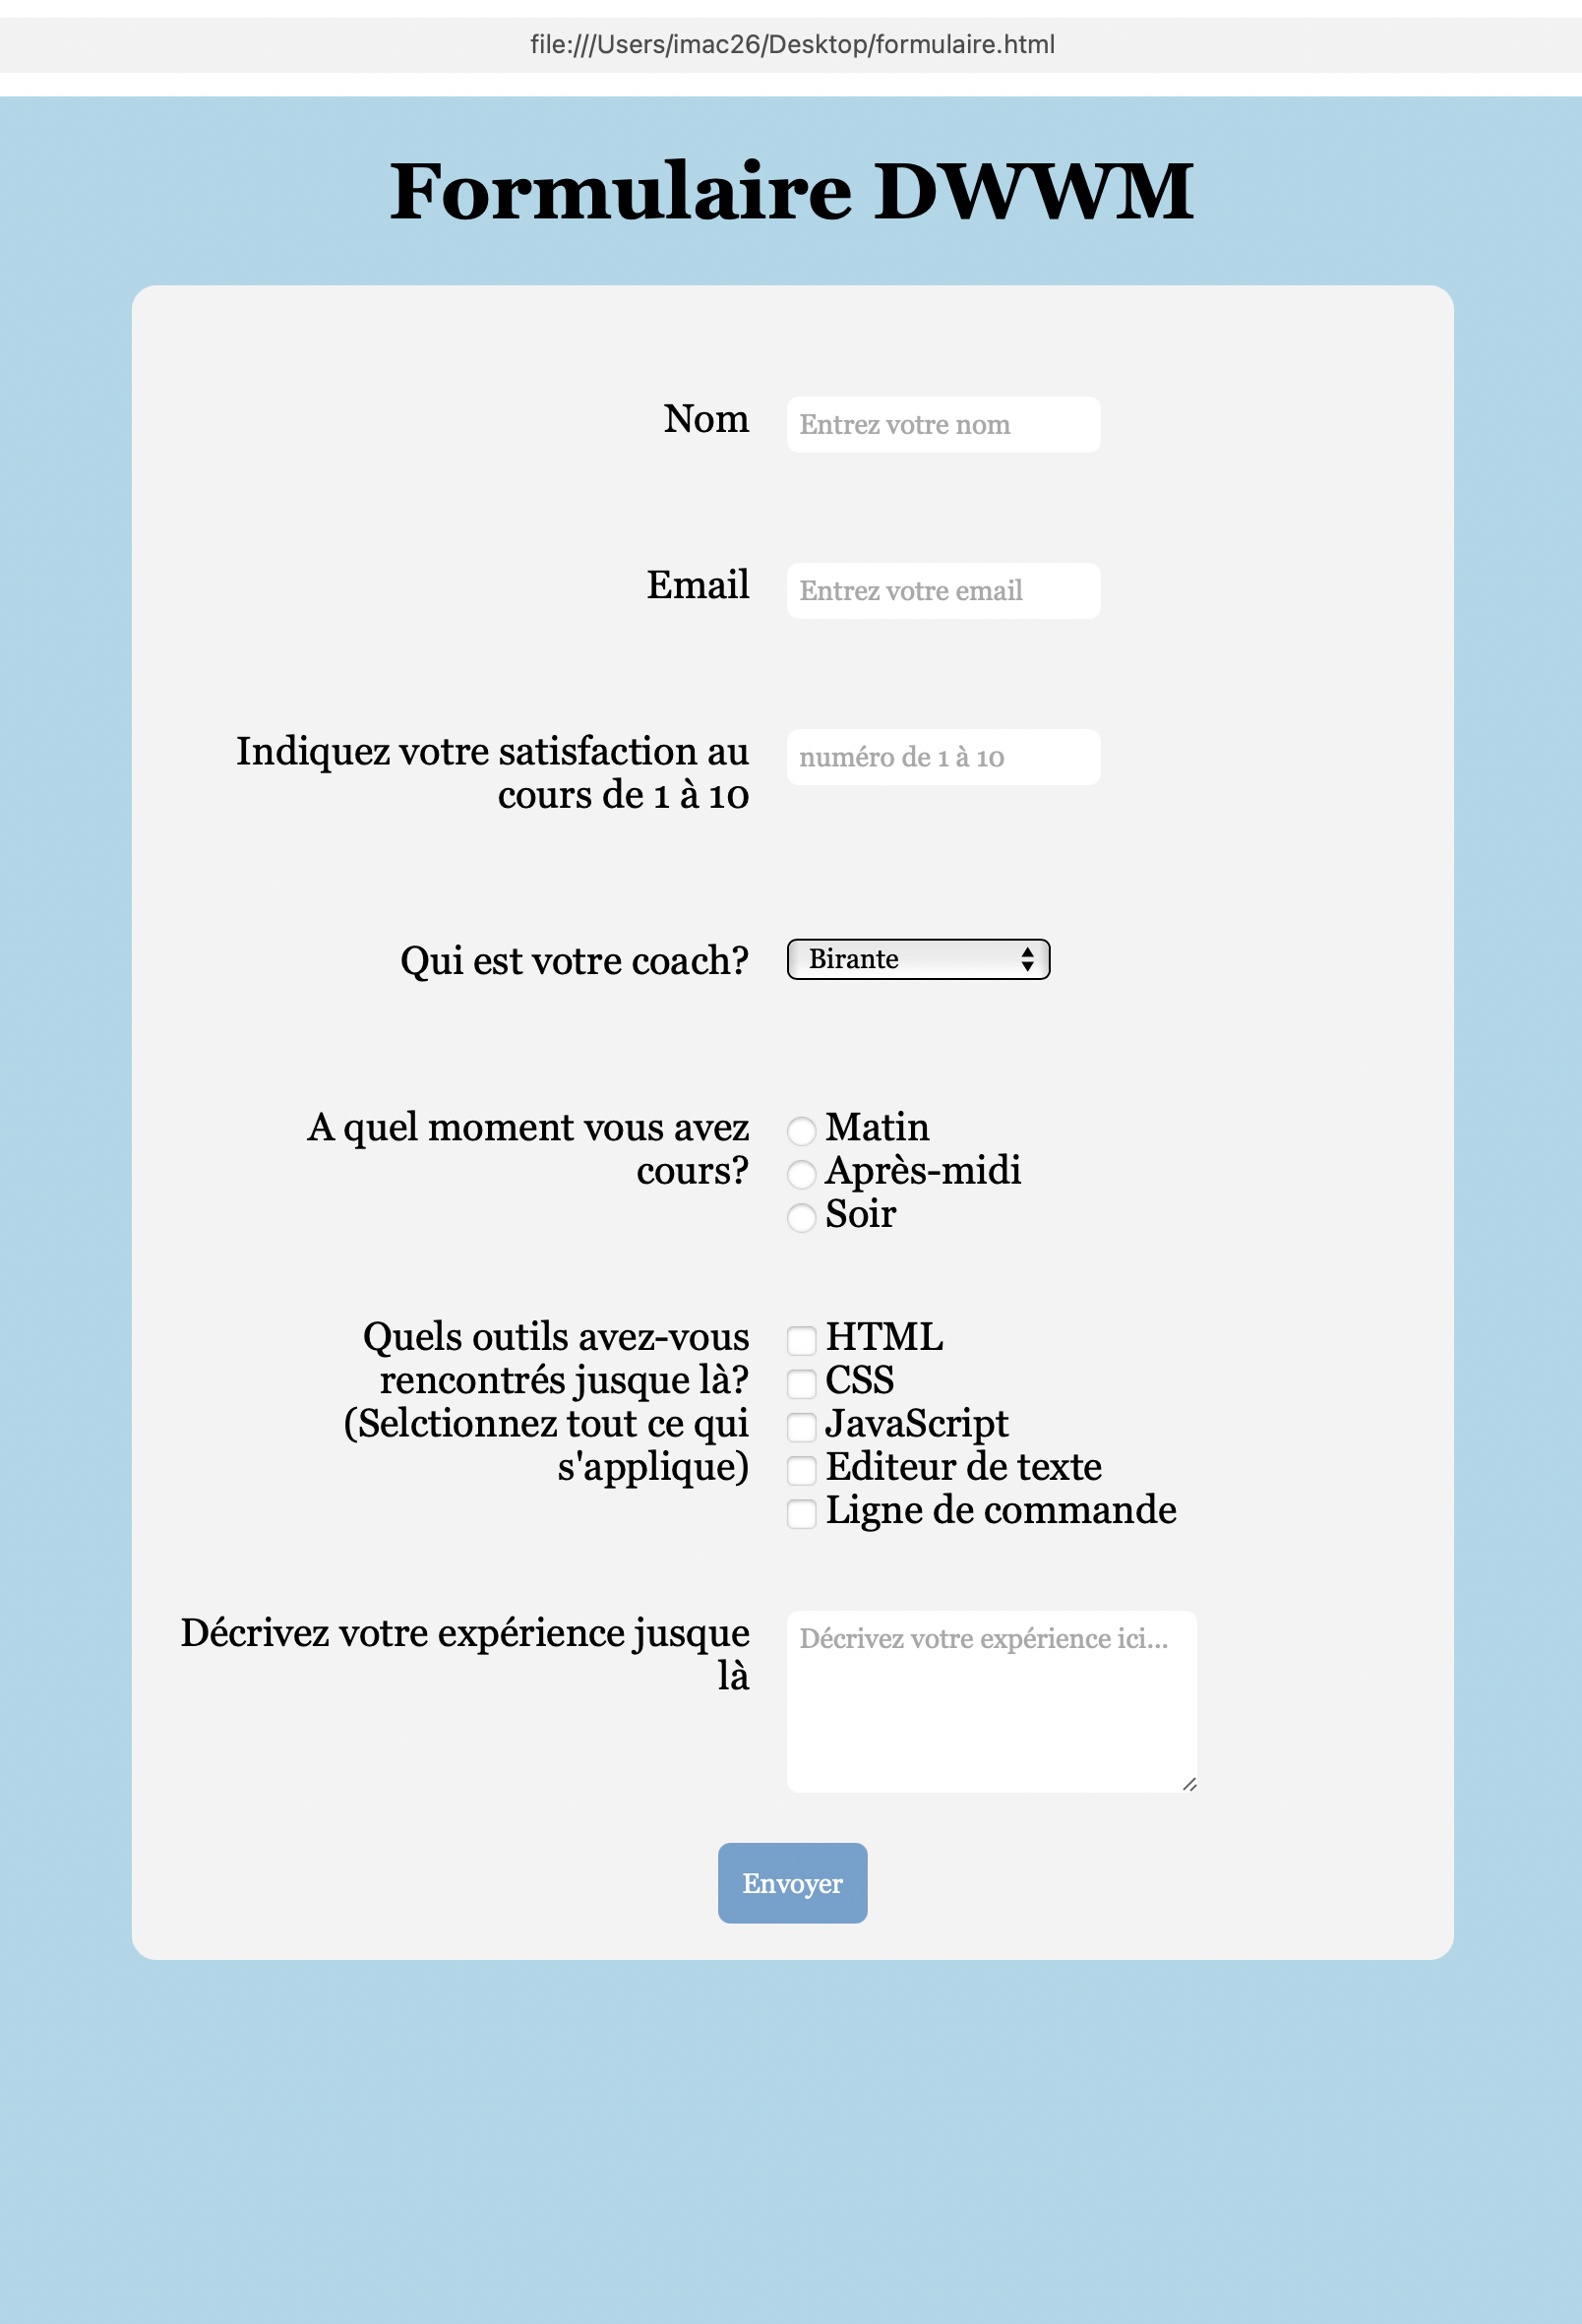 file:///Users/imac26/Desktop/formulaire.html
Formulaire DWWM
Nom
Entrez votre nom
Email
Entrez votre email
Indiquez votre satisfaction au
cours de 1 à 10
numéro de 1 à 10
Qui est votre coach?
Birante
A quel moment vous avez
cours?
Matin
Après-midi
Soir
Quels outils avez-vous
rencontrés jusque là?
(Selctionnez tout ce qui
s'applique)
HTML
CSS
JavaScript
Editeur de texte
Ligne de commande
Décrivez votre expérience jusque
là
Décrivez votre expérience ici...
Envoyer